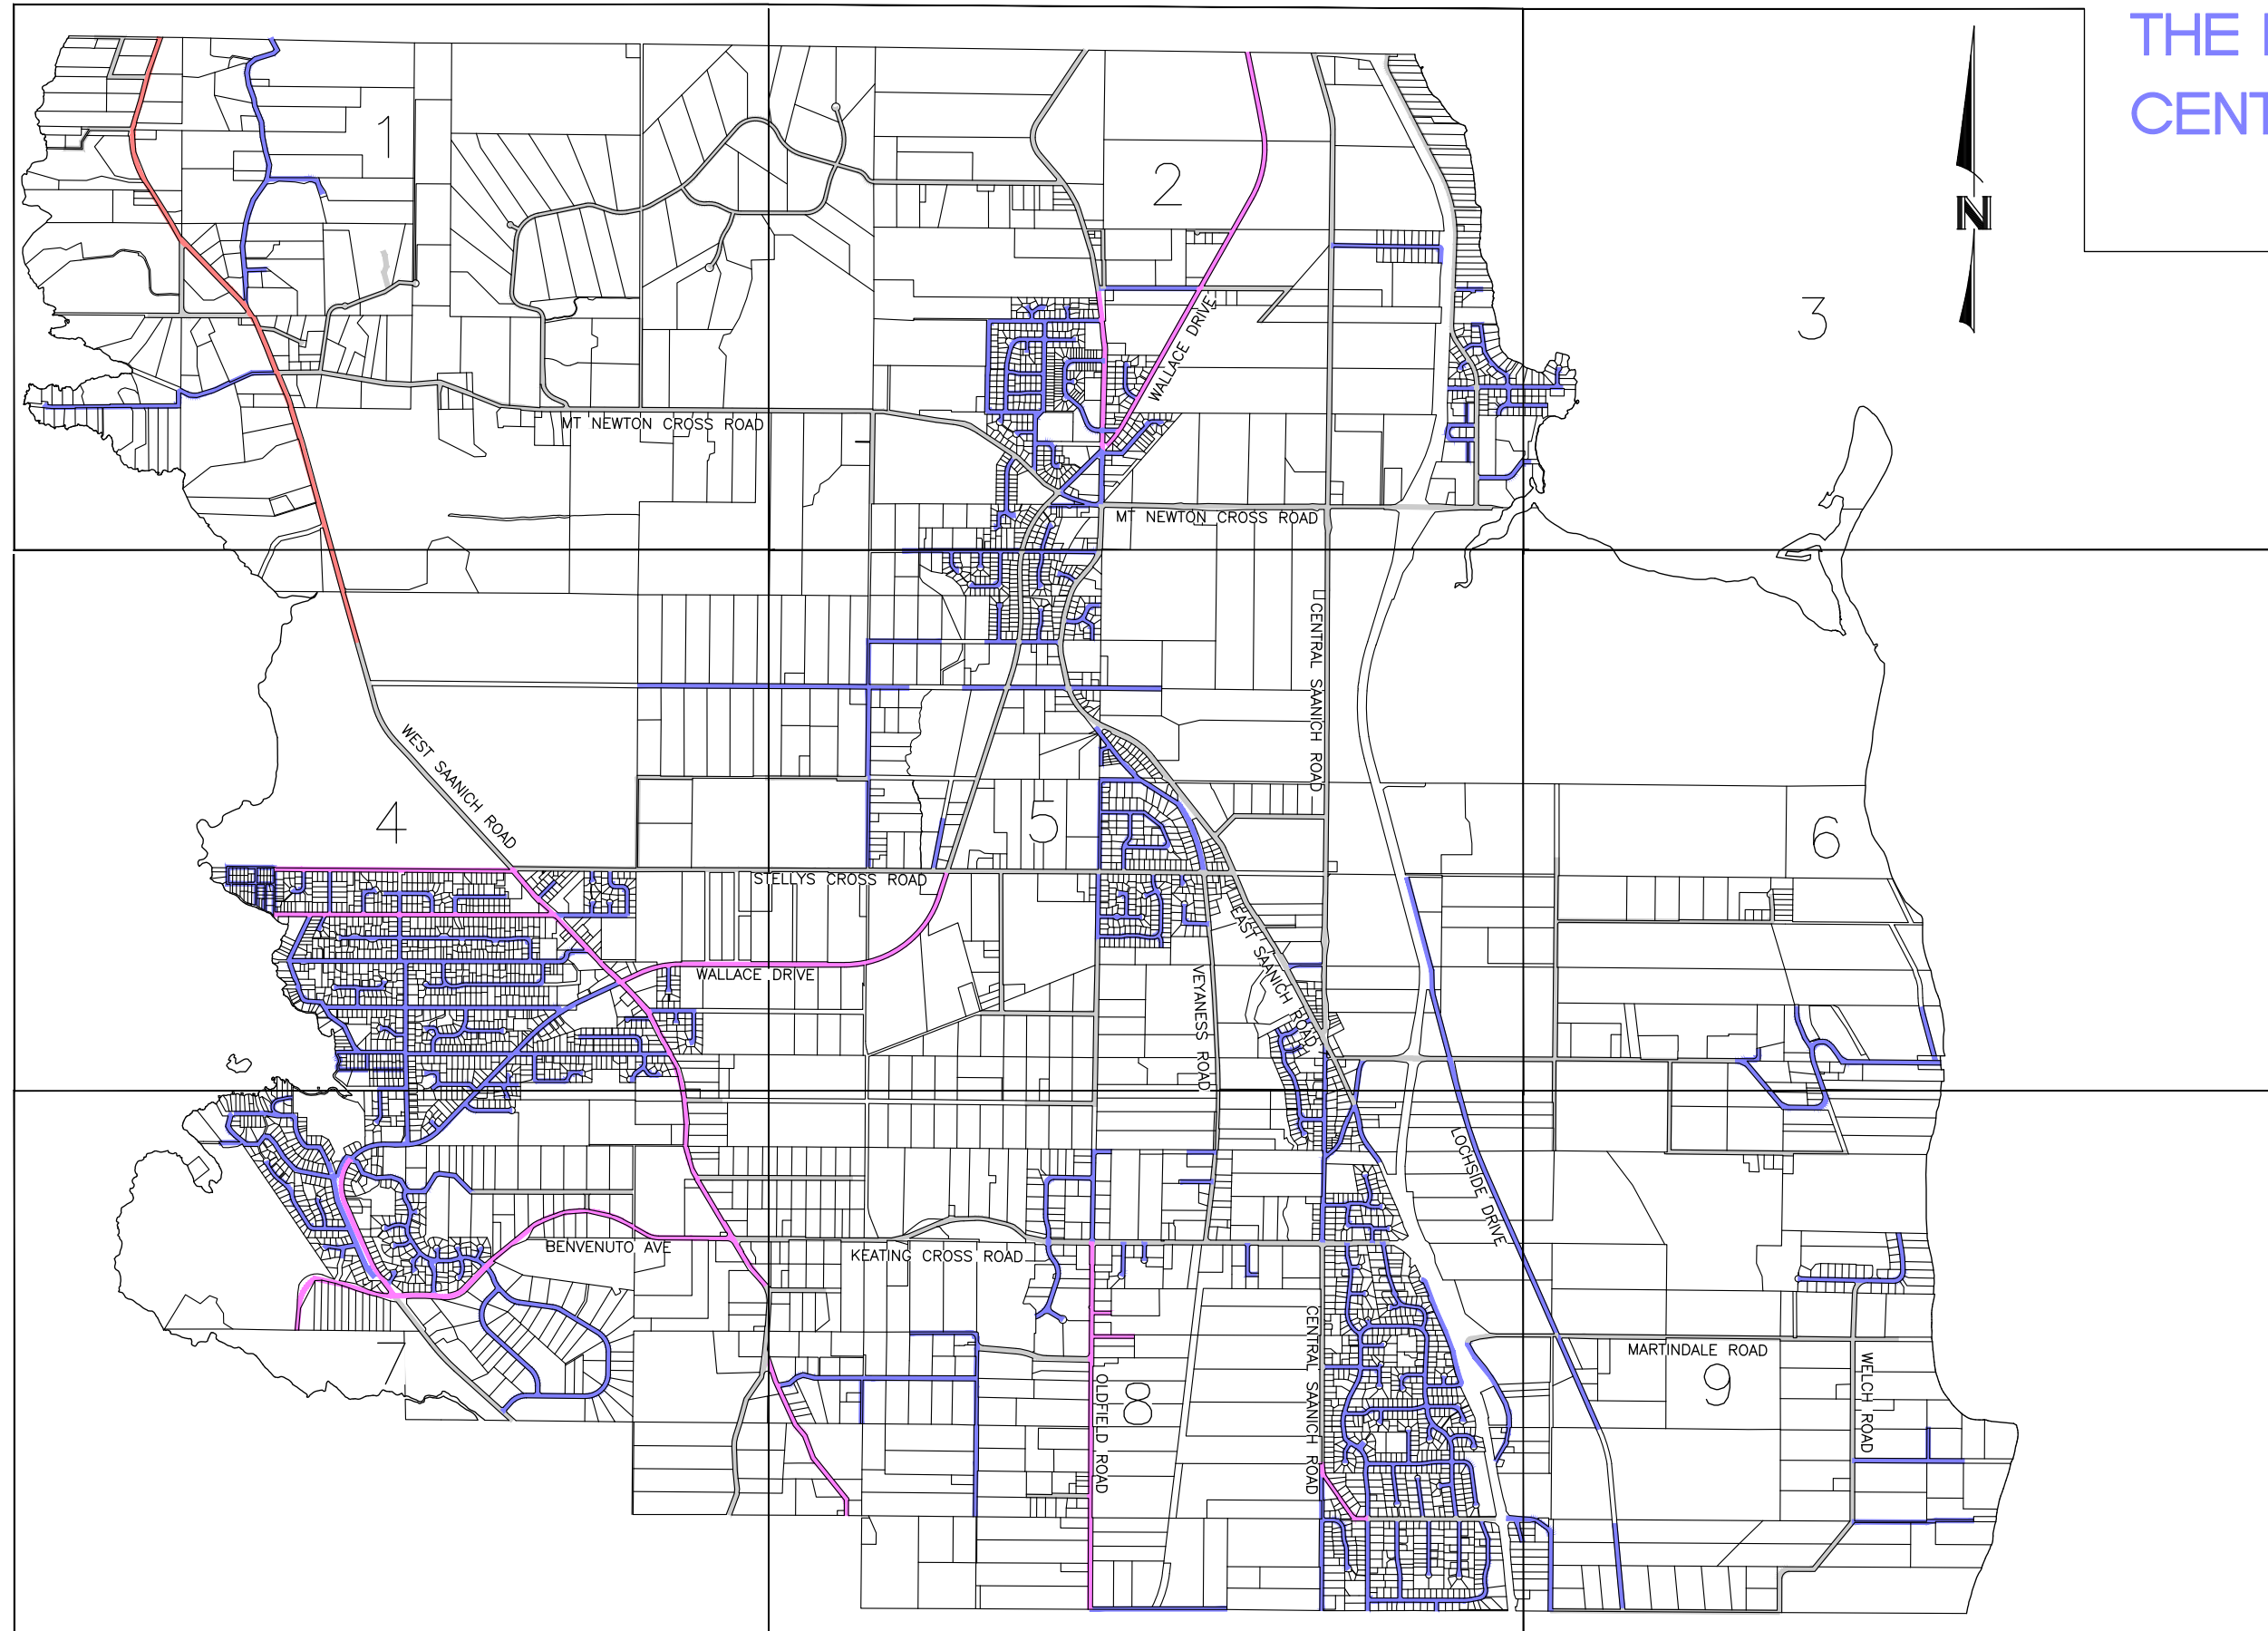 THE
CENT
1
2
N
3
WALLACE DRIVE
MT NEWTON CROSS ROAD
MT NEWTON CROSS ROAD
CENTRAL SAANICH ROAD
WEST SAANICH ROAD
4
5
6
STELLYS CROSS ROAD
EAST SAANICH ROAD
WALLACE DRIVE
VEYANESS ROAD
LOCHSIDE DRIVE
BENVENUTO AVE
KEATING CROSS ROAD
CENTRAL SAANICH ROAD
7
OLDFIELD ROAD
8
MARTINDALE ROAD
9
WELCH ROAD